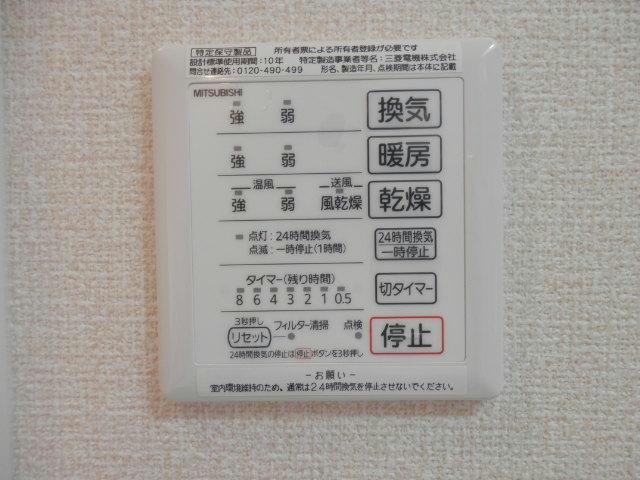 特定保守製品 所有者票による所有者登録が必要です
設計標準使用期間：10年 特定製造事業者等名：三菱電機株式会社
問合せ連絡先：0120-490-499 形名、製造年月、点検期間は本体に記載
MITSUBISHI
強 弱 換気
強 弱 暖房
温風 送風
強 弱 風乾燥 乾燥
点灯：24時間換気
点滅：一時停止(1時間)
24時間換気
一時停止
タイマー(残り時間)
8 6 4 3 2 1 0.5
切タイマー
3秒押し
リセット フィルター清掃 点検
停止
24時間換気の停止は停止ボタンを3秒押し
－お願い－
室内環境維持のため、通常は24時間換気を停止させないでください。